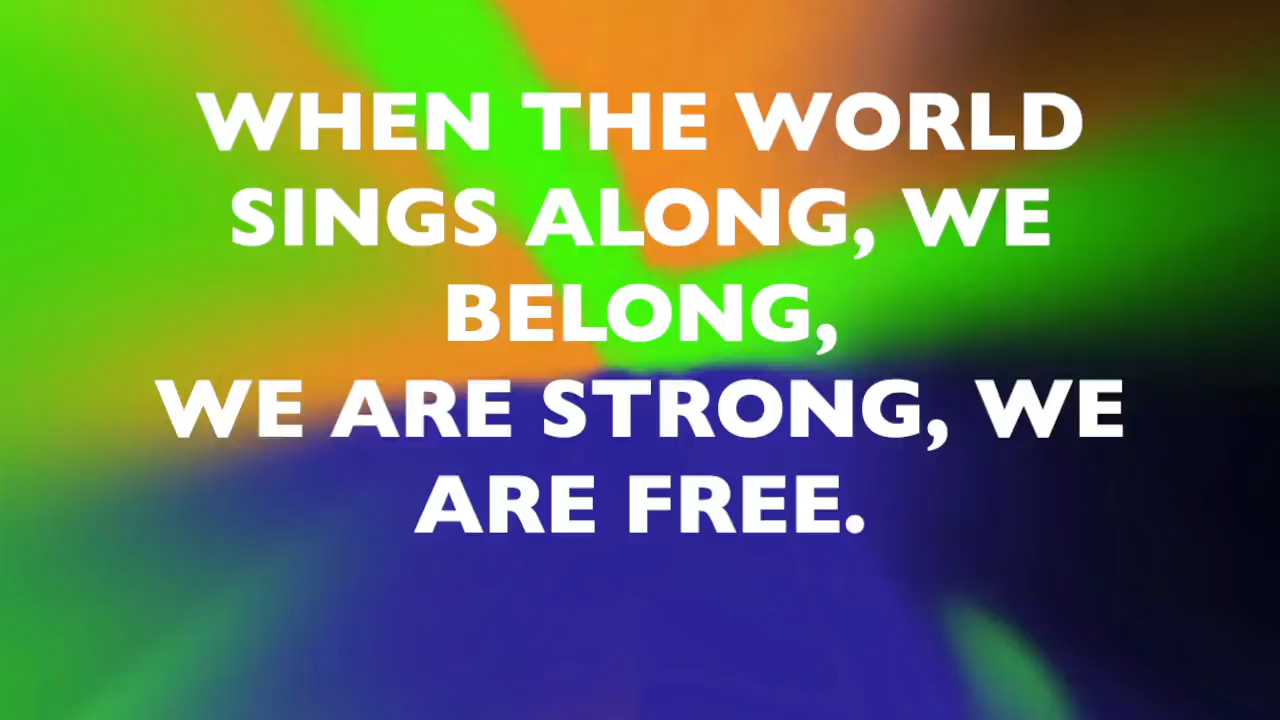 WHEN THE WORLD
SINGS ALONG, WE
BELONG,
WE ARE STRONG, WE
ARE FREE.